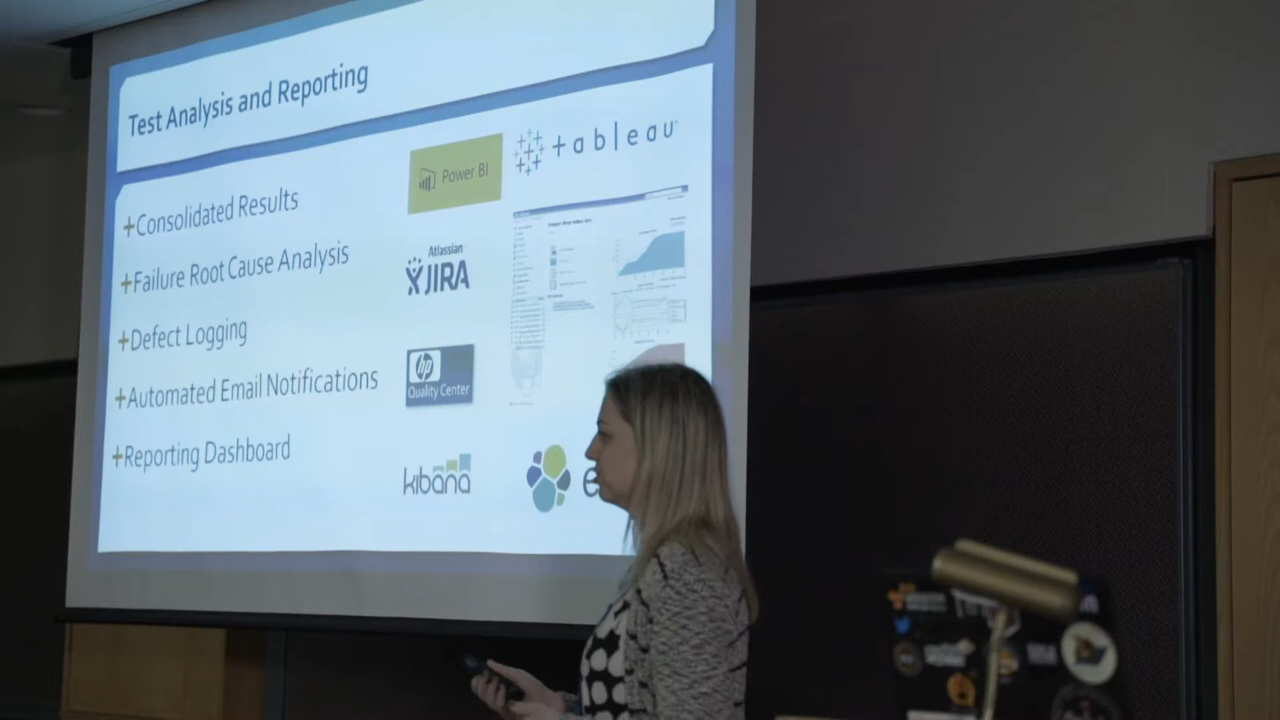 Test Analysis and Reporting
+Consolidated Results
+Failure Root Cause Analysis
+Defect Logging
+Automated Email Notifications
+Reporting Dashboard
Power BI
+ableau
Atlassian
JIRA
hp
Quality Center
kibana
e